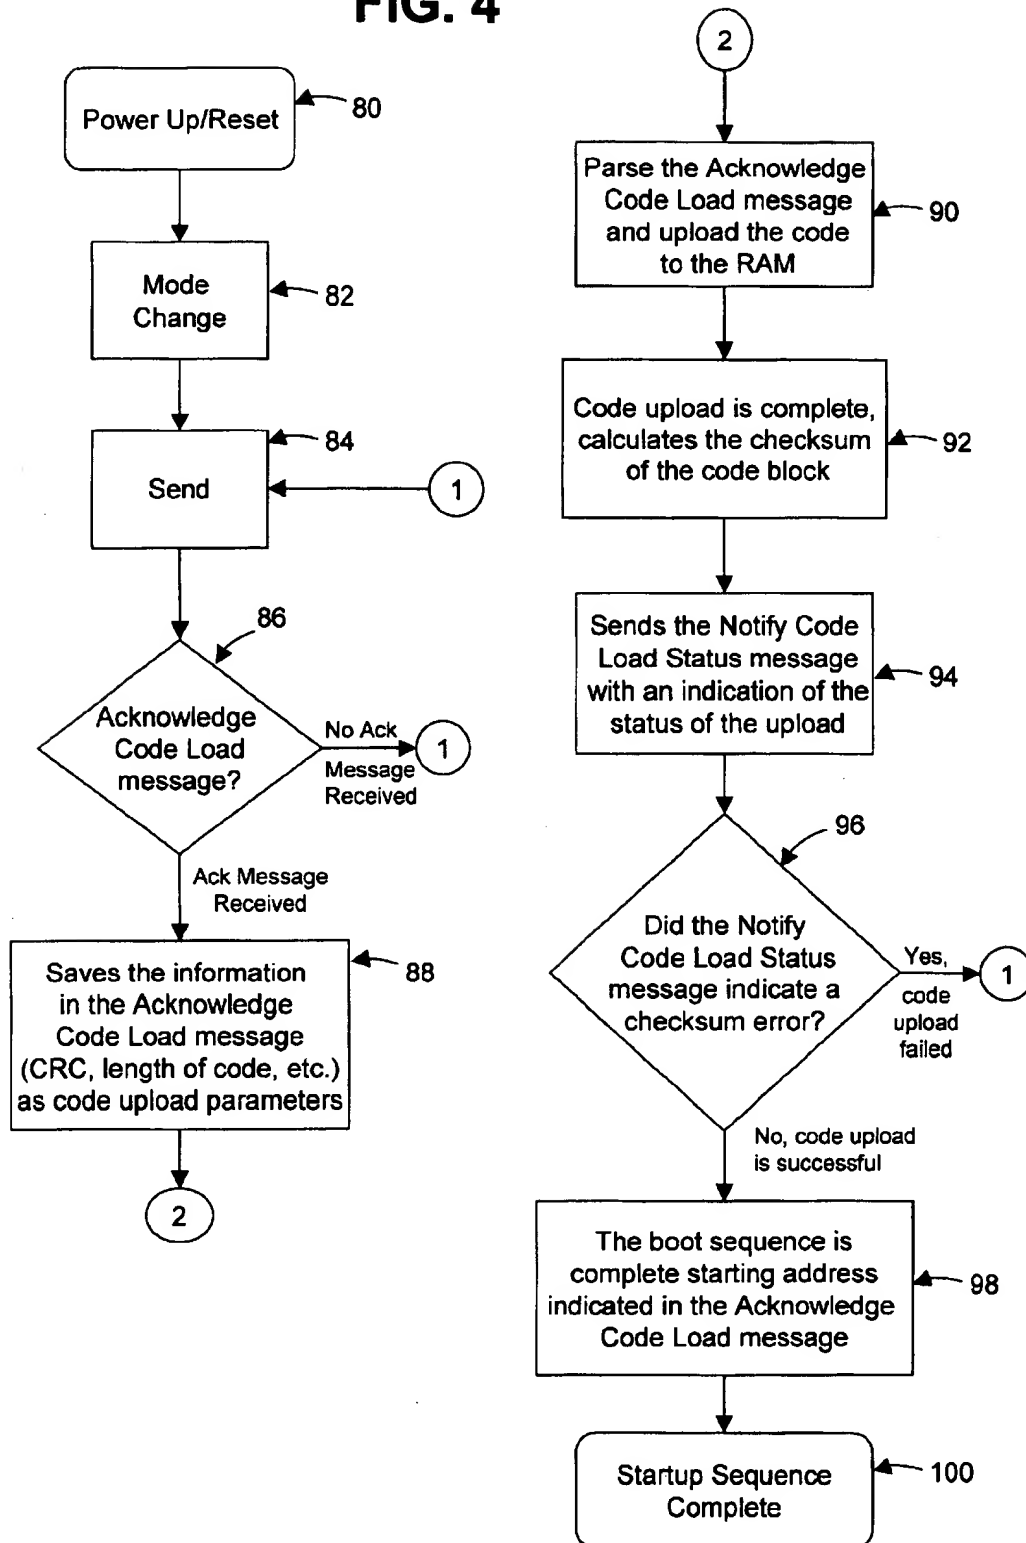 FIG. 4
Power Up/Reset
80
Mode
Change
82
84
Send
1
86
Acknowledge
Code Load
message?
No Ack
Message
Received
1
Ack Message
Received
Saves the information
in the Acknowledge
Code Load message
(CRC, length of code, etc.)
as code upload parameters
88
2
2
Parse the Acknowledge
Code Load message
and upload the code
to the RAM
90
Code upload is complete,
calculates the checksum
of the code block
92
Sends the Notify Code
Load Status message
with an indication of the
status of the upload
94
96
Did the Notify
Code Load Status
message indicate a
checksum error?
Yes,
code
upload
failed
1
No, code upload
is successful
The boot sequence is
complete starting address
indicated in the Acknowledge
Code Load message
98
Startup Sequence
Complete
100